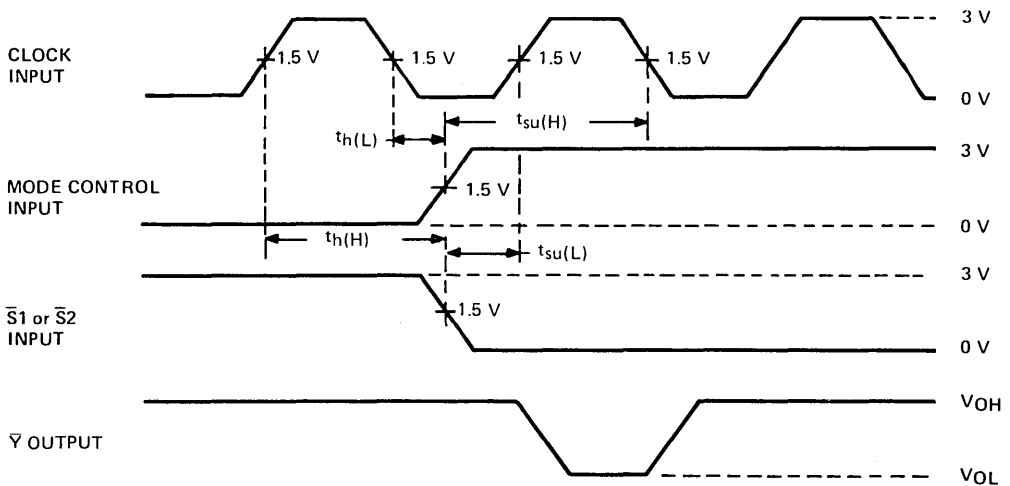 3 V
CLOCK
INPUT
1.5 V
1.5 V
1.5 V
1.5 V
0 V
tsu(H)
th(L)
3 V
MODE CONTROL
INPUT
1.5 V
0 V
th(H)
tsu(L)
3 V
S̅1 or S̅2
INPUT
1.5 V
0 V
VOH
Y̅ OUTPUT
VOL